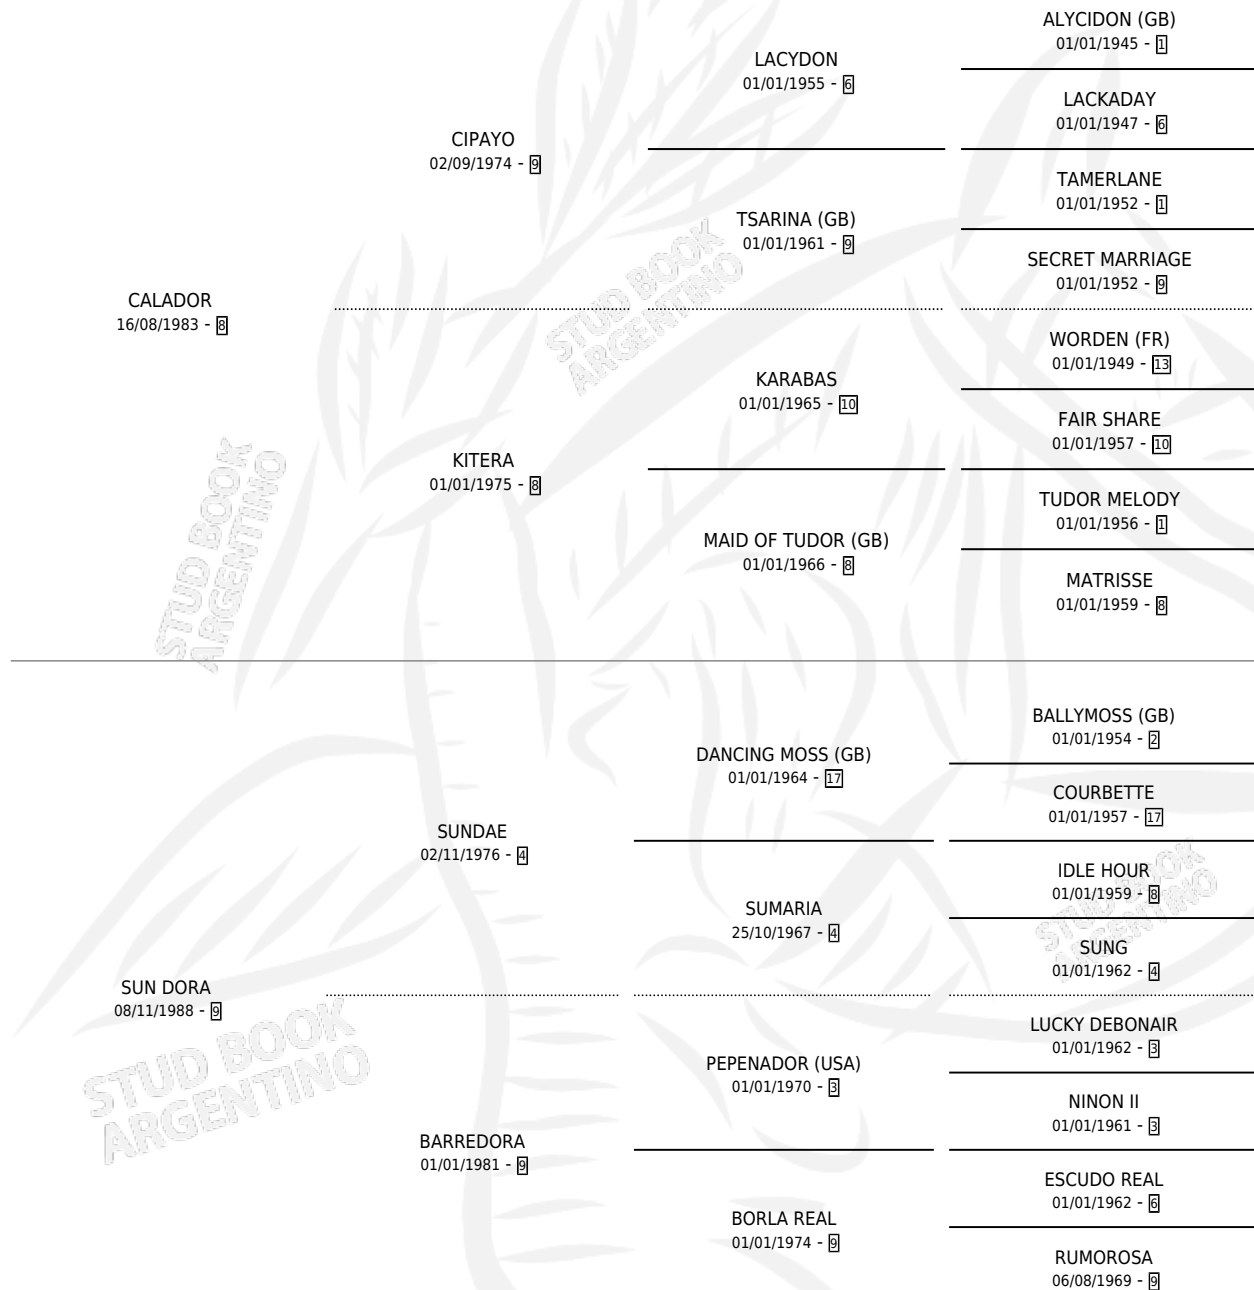 ALYCIDON (GB)
01/01/1945 - 1
LACYDON
01/01/1955 - 6
LACKADAY
01/01/1947 - 6
CIPAYO
02/09/1974 - 9
TAMERLANE
01/01/1952 - 1
TSARINA (GB)
01/01/1961 - 9
SECRET MARRIAGE
01/01/1952 - 9
CALADOR
16/08/1983 - 8
STUD BOOK
ARGENTINO
WORDEN (FR)
01/01/1949 - 13
KARABAS
01/01/1965 - 10
FAIR SHARE
01/01/1957 - 10
KITERA
01/01/1975 - 8
TUDOR MELODY
01/01/1956 - 1
MAID OF TUDOR (GB)
01/01/1966 - 8
MATRISSE
01/01/1959 - 8
STUD BOOK
ARGENTINO
BALLYMOSS (GB)
01/01/1954 - 2
DANCING MOSS (GB)
01/01/1964 - 17
COURBETTE
01/01/1957 - 17
SUNDAE
02/11/1976 - 4
IDLE HOUR
01/01/1959 - 8
SUMARIA
25/10/1967 - 4
STUD BOOK
ARGENTINO
SUNG
01/01/1962 - 4
SUN DORA
08/11/1988 - 9
LUCKY DEBONAIR
01/01/1962 - 3
PEPENADOR (USA)
01/01/1970 - 3
STUD BOOK
ARGENTINO
NINON II
01/01/1961 - 3
BARREDORA
01/01/1981 - 9
ESCUDO REAL
01/01/1962 - 6
BORLA REAL
01/01/1974 - 9
RUMOROSA
06/08/1969 - 9